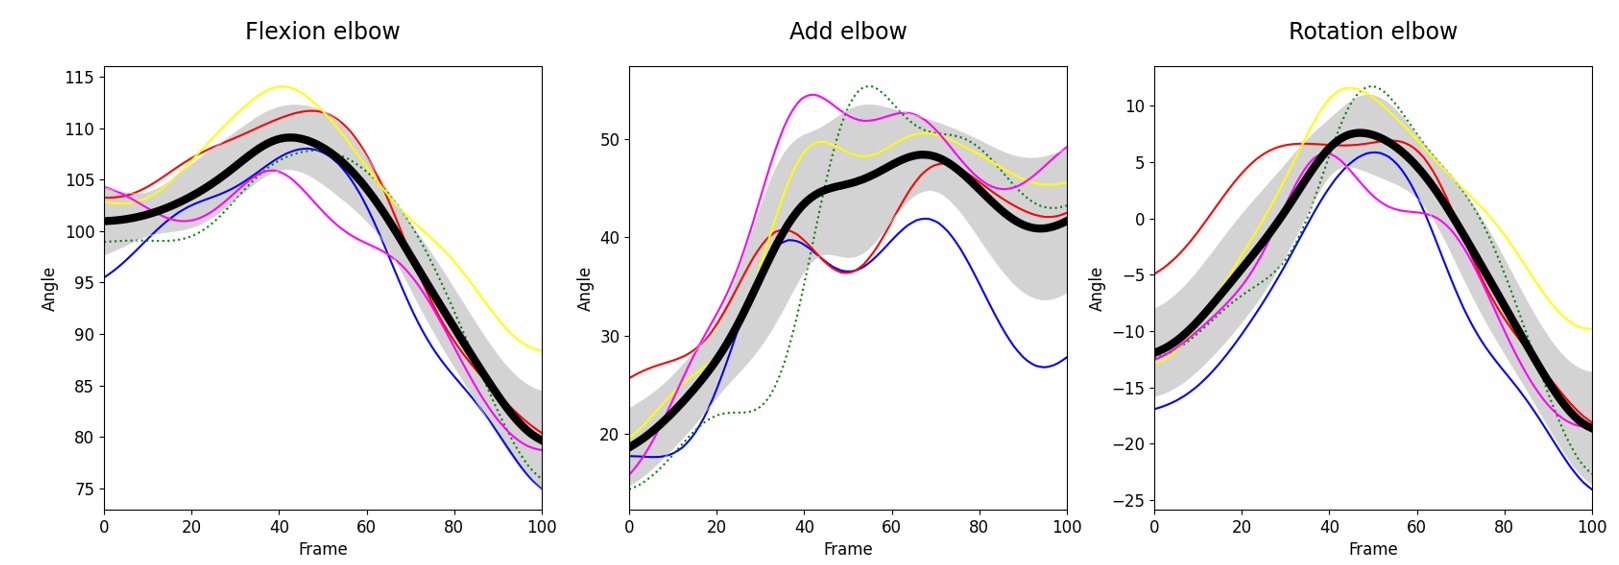 Flexion elbow
Add elbow
Rotation elbow
115
110
105
100
95
90
85
80
75
Angle
0 20 40 60 80 100
Frame
50
40
30
20
Angle
0 20 40 60 80 100
Frame
10
5
0
−5
−10
−15
−20
−25
Angle
0 20 40 60 80 100
Frame